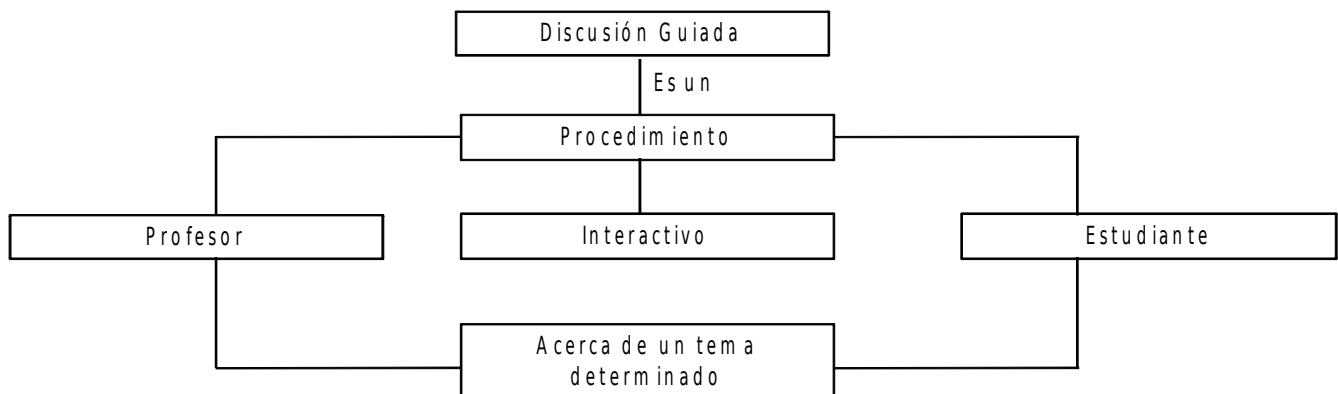 Discusión Guiada
Es un
Procedimiento
Profesor
Interactivo
Estudiante
Acerca de un tema
determinado